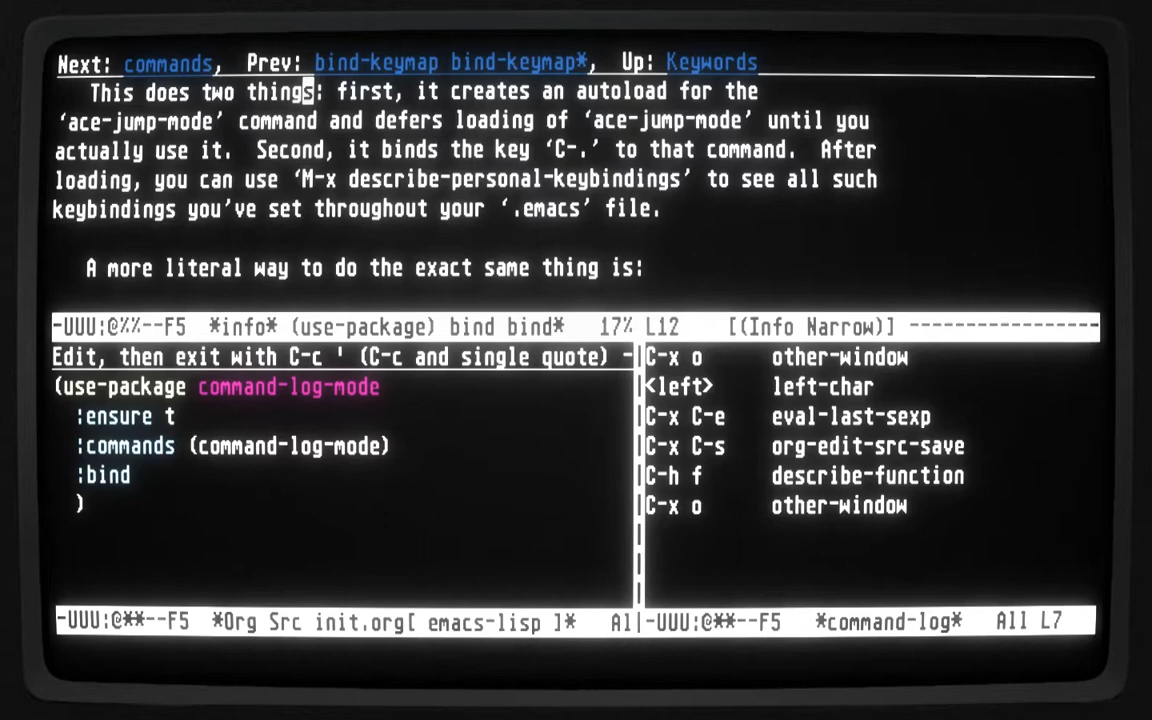 Next: commands,  Prev: bind-keymap bind-keymap*,  Up: Keywords
This does two things: first, it creates an autoload for the
‘ace-jump-mode’ command and defers loading of ‘ace-jump-mode’ until you
actually use it.  Second, it binds the key ‘C-.’ to that command.  After
loading, you can use ‘M-x describe-personal-keybindings’ to see all such
keybindings you’ve set throughout your ‘.emacs’ file.
A more literal way to do the exact same thing is:
-UUU:@%%--F5  *info* (use-package) bind bind*   17% L12    [(Info Narrow)] -----------------
Edit, then exit with C-c ' (C-c and single quote) -
(use-package command-log-mode
:ensure t
:commands (command-log-mode)
:bind
)
-UUU:@**--F5  *Org Src init.org[ emacs-lisp ]*   Al
C-x o      other-window
<left>     left-char
C-x C-e    eval-last-sexp
C-x C-s    org-edit-src-save
C-h f      describe-function
C-x o      other-window
-UUU:@**--F5   *command-log*   All L7